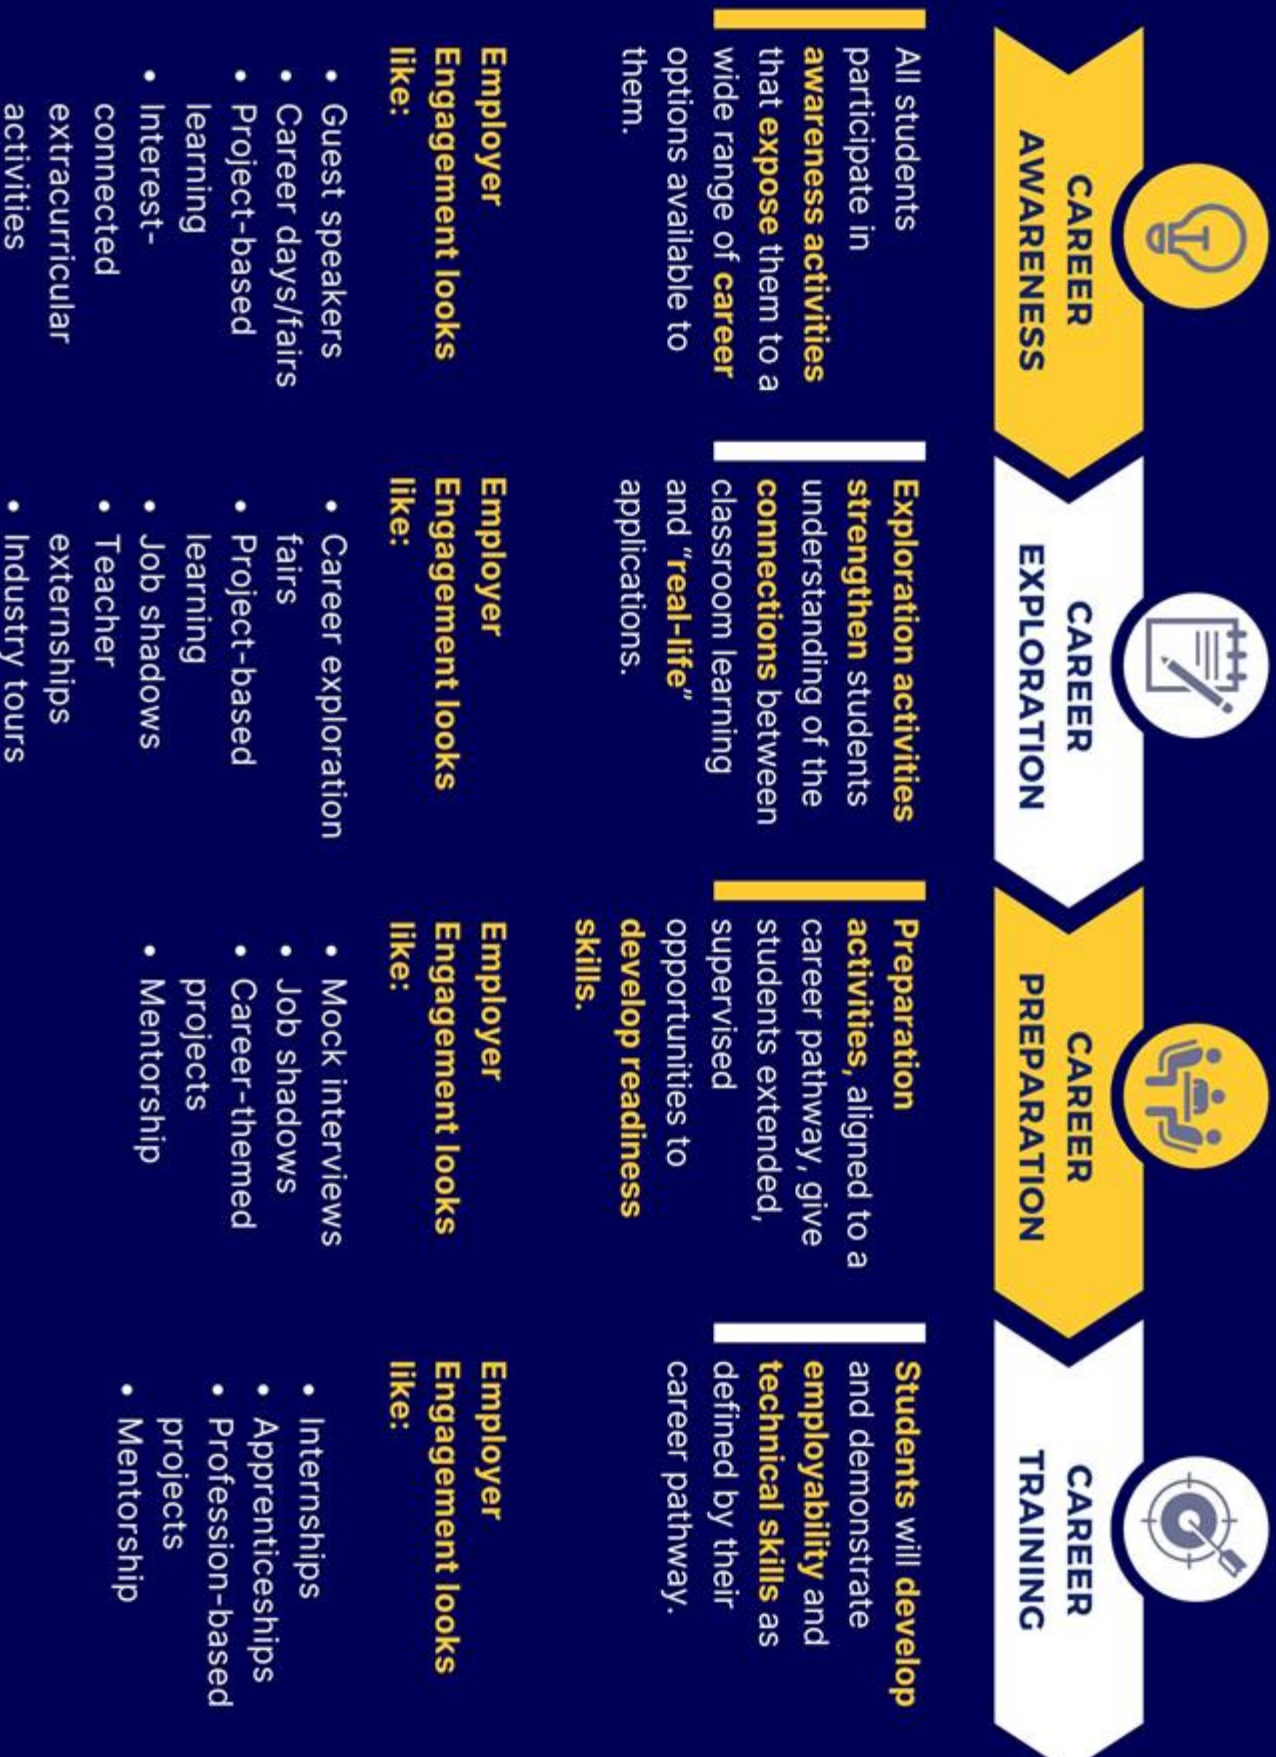 CAREER
AWARENESS
CAREER
EXPLORATION
CAREER
PREPARATION
CAREER
TRAINING
All students
participate in
awareness activities
that expose them to a
wide range of career
options available to
them.
Employer
Engagement looks
like:
• Guest speakers
• Career days/fairs
• Project-based
learning
• Interest-
connected
extracurricular
activities
Exploration activities
strengthen students
understanding of the
connections between
classroom learning
and "real-life"
applications.
Employer
Engagement looks
like:
• Career exploration
fairs
• Project-based
learning
• Job shadows
• Teacher
externships
• Industry tours
Preparation
activities, aligned to a
career pathway, give
students extended,
supervised
opportunities to
develop readiness
skills.
Employer
Engagement looks
like:
• Mock interviews
• Job shadows
• Career-themed
projects
• Mentorship
Students will develop
and demonstrate
employability and
technical skills as
defined by their
career pathway.
Employer
Engagement looks
like:
• Internships
• Apprenticeships
• Profession-based
projects
• Mentorship